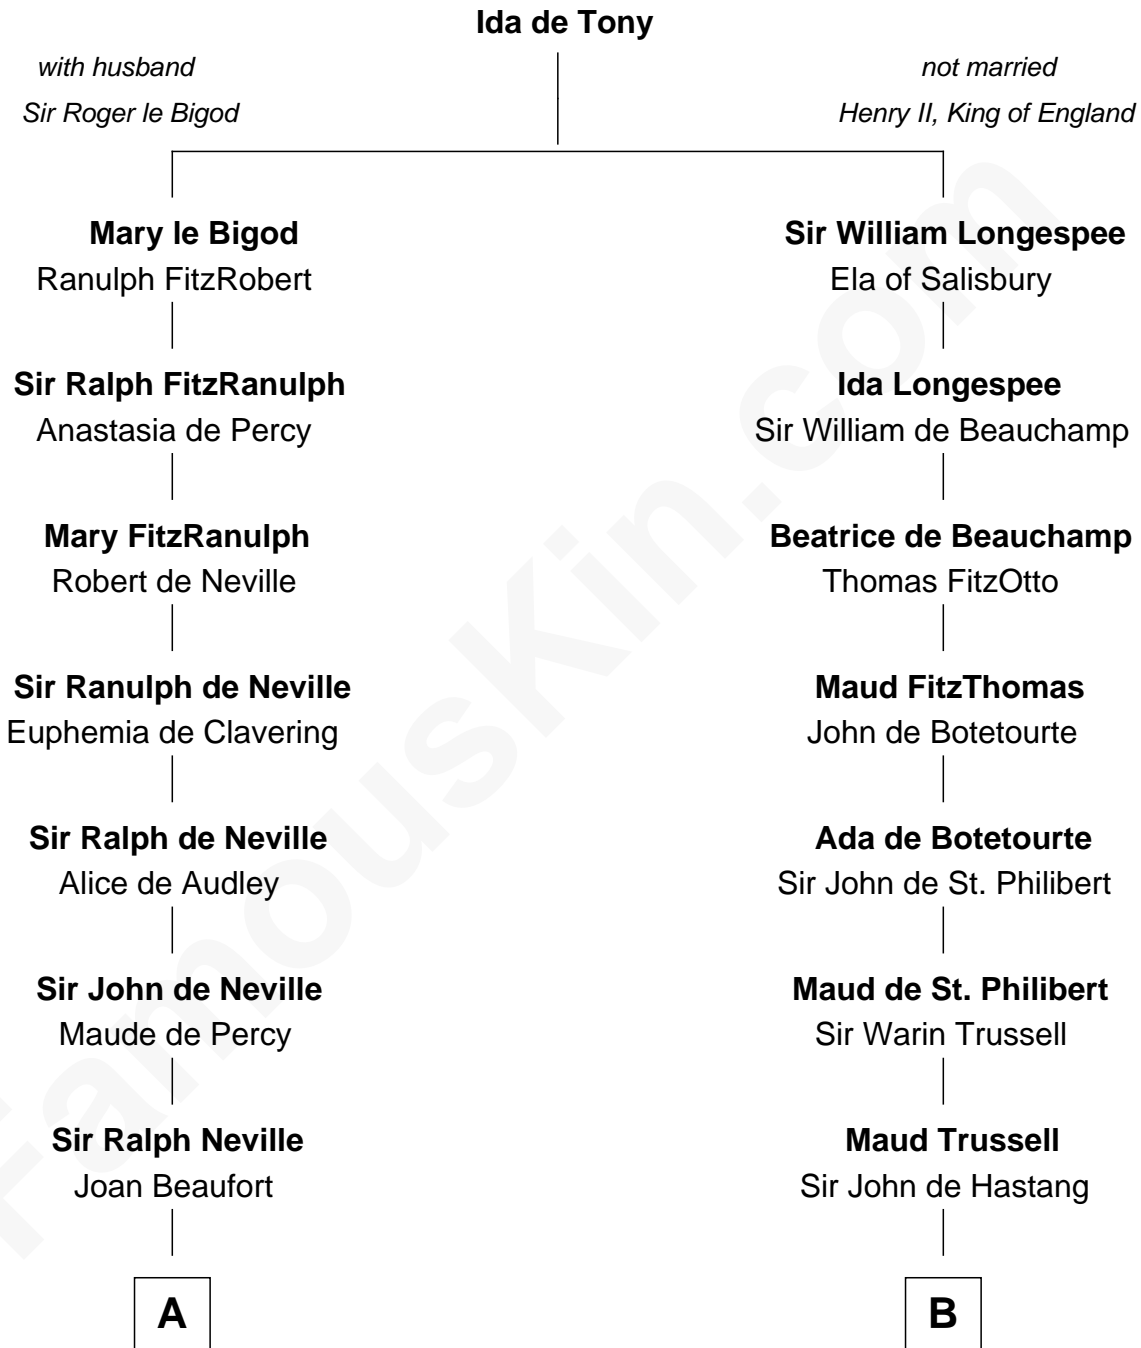 Ida de Tony
with husband
Sir Roger le Bigod
not married
Henry II, King of England
Mary le Bigod
Ranulph FitzRobert
Sir William Longespee
Ela of Salisbury
Sir Ralph FitzRanulph
Anastasia de Percy
Ida Longespee
Sir William de Beauchamp
Mary FitzRanulph
Robert de Neville
Beatrice de Beauchamp
Thomas FitzOtto
Sir Ranulph de Neville
Euphemia de Clavering
Maud FitzThomas
John de Botetourte
Sir Ralph de Neville
Alice de Audley
Ada de Botetourte
Sir John de St. Philibert
Sir John de Neville
Maude de Percy
Maud de St. Philibert
Sir Warin Trussell
Sir Ralph Neville
Joan Beaufort
Maud Trussell
Sir John de Hastang
A
B
FamousKin.com